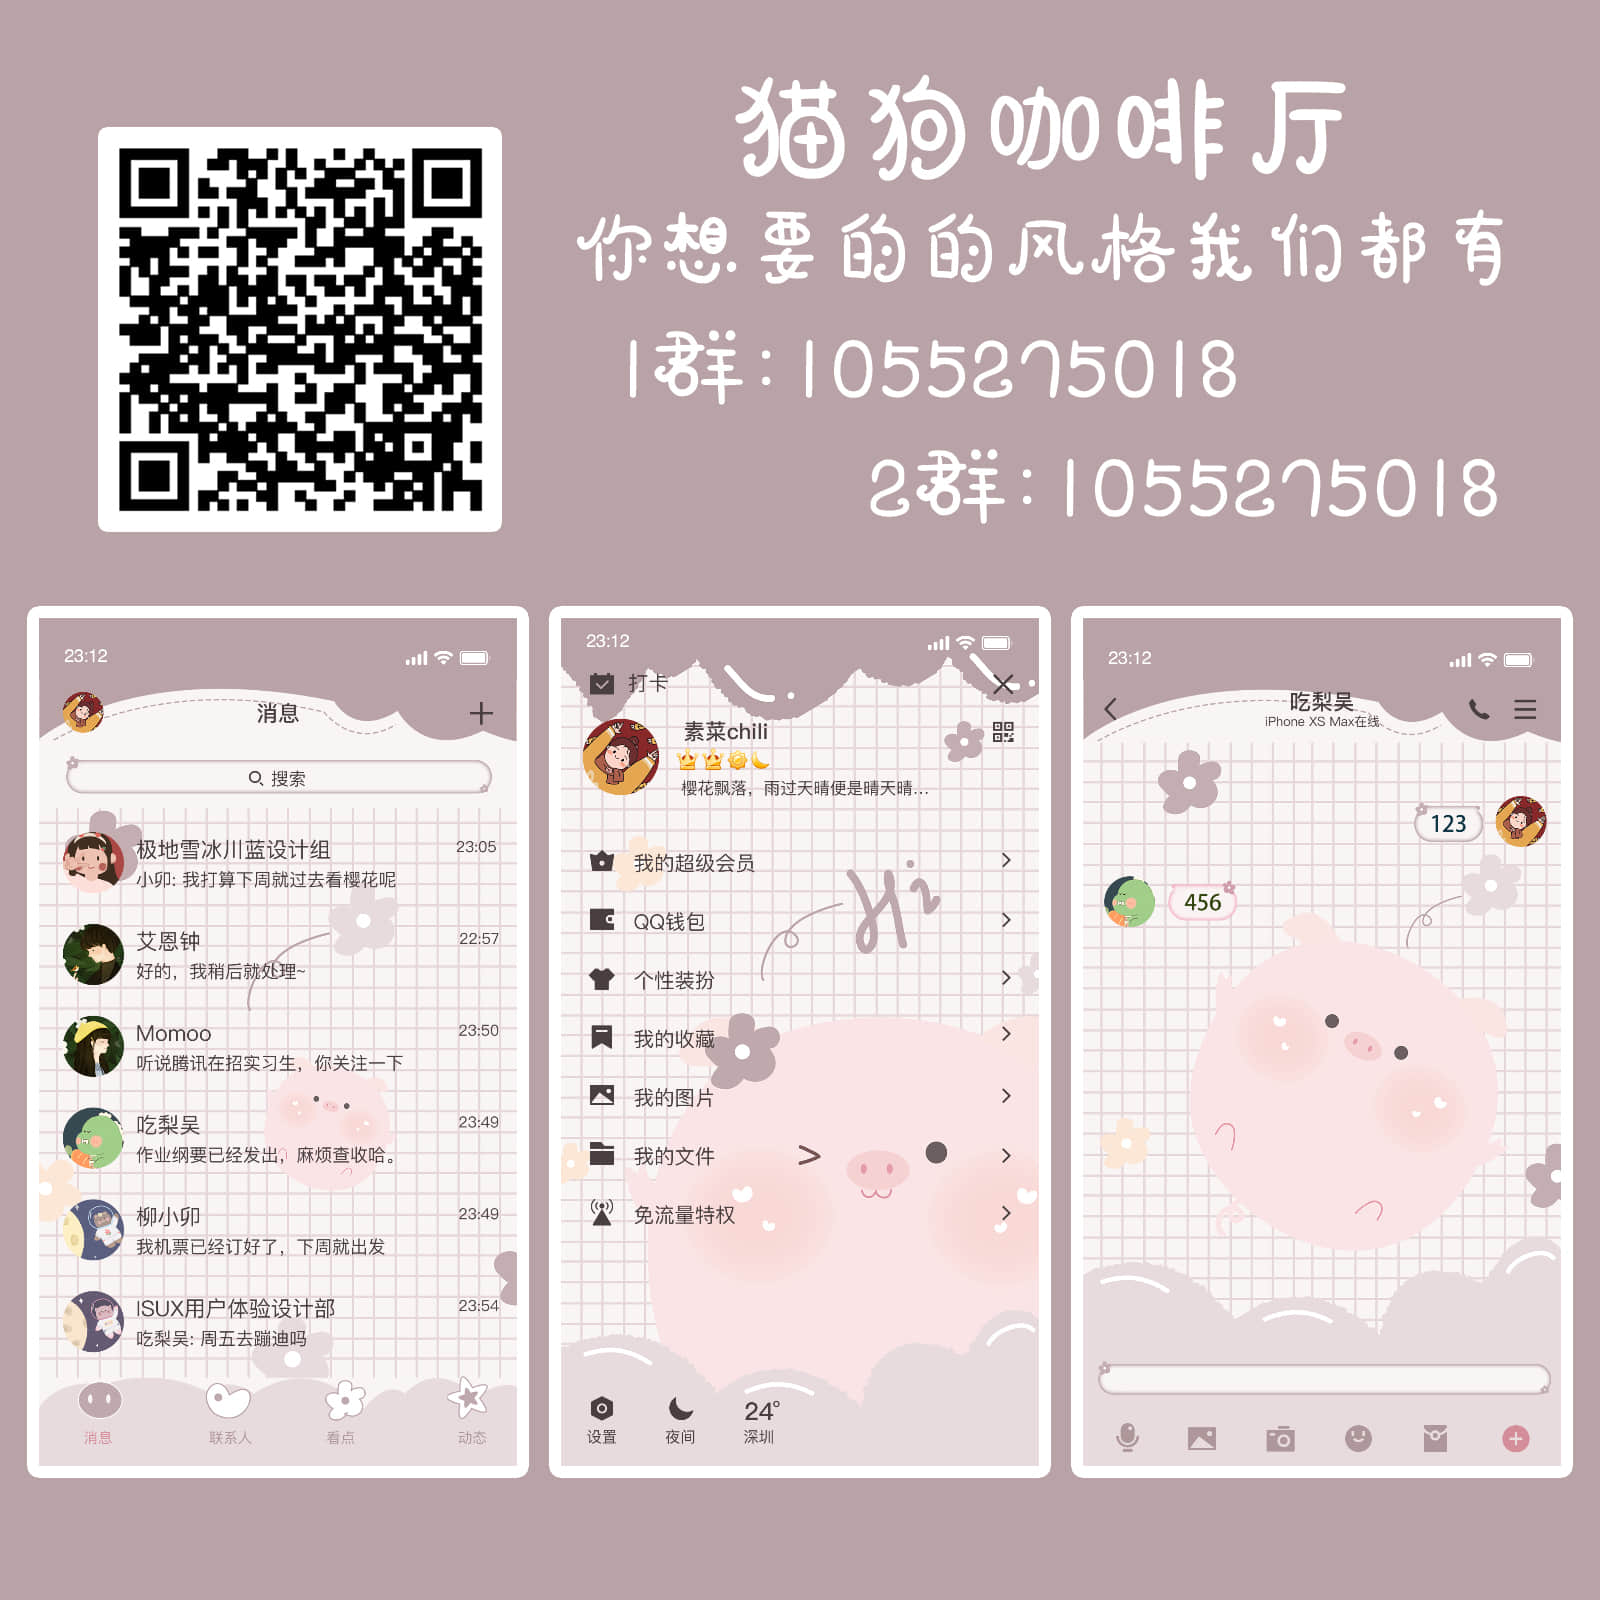 猫狗咖啡厅
你想要的的风格我们都有
1群:1055275018
2群:1055275018
23:12
消息
搜索
极地雪冰川蓝设计组 23:05
小卯: 我打算下周就过去看樱花呢
艾恩钟 22:57
好的，我稍后就处理~
Momoo 23:50
听说腾讯在招实习生，你关注一下
吃梨吴 23:49
作业纲要已经发出，麻烦查收哈。
柳小卯 23:49
我机票已经订好了，下周就出发
ISUX用户体验设计部 23:54
吃梨吴: 周五去蹦迪吗
消息 联系人 看点 动态
23:12
打卡
素菜chili
樱花飘落，雨过天晴便是晴天晴...
Hi
我的超级会员
QQ钱包
个性装扮
我的收藏
我的图片
我的文件
免流量特权
24°
设置 夜间 深圳
23:12
吃梨吴
iPhone XS Max在线
123
456